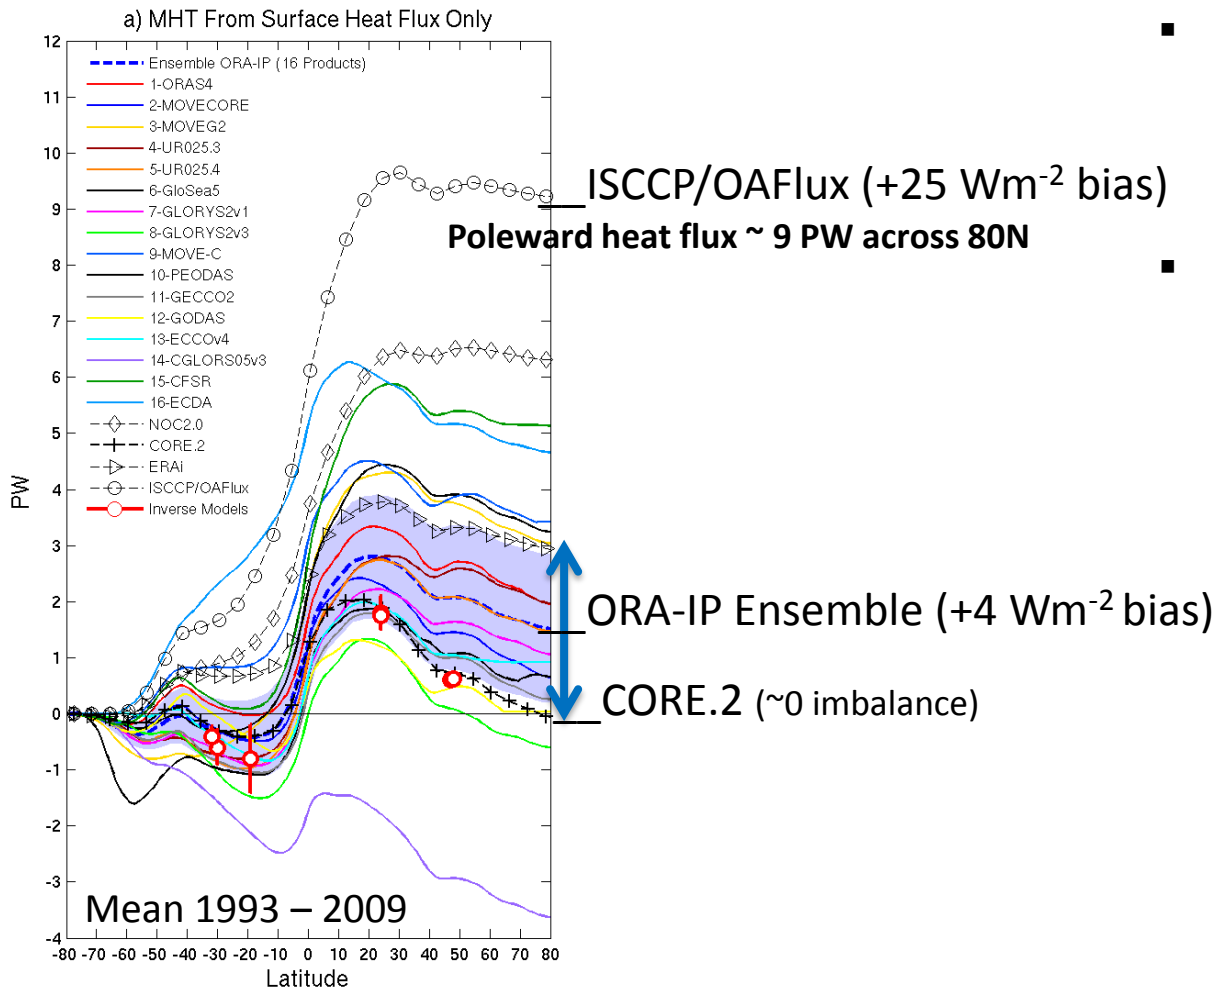 a) MHT From Surface Heat Flux Only
12
11
10
9
8
7
6
5
4
3
2
1
0
-1
-2
-3
-4
PW
Ensemble ORA-IP (16 Products)
1-ORAS4
2-MOVECORE
3-MOVEG2
4-UR025.3
5-UR025.4
6-GloSea5
7-GLORYS2v1
8-GLORYS2v3
9-MOVE-C
10-PEODAS
11-GECCO2
12-GODAS
13-ECCOv4
14-CGLORS05v3
15-CFSR
16-ECDA
NOC2.0
CORE.2
ERAi
ISCCP/OAFlux
Inverse Models
__ISCCP/OAFlux (+25 Wm⁻² bias)
Poleward heat flux ~ 9 PW across 80N
__ORA-IP Ensemble (+4 Wm⁻² bias)
__CORE.2 (~0 imbalance)
Mean 1993 – 2009
-80 -70 -60 -50 -40 -30 -20 -10 0 10 20 30 40 50 60 70 80
Latitude